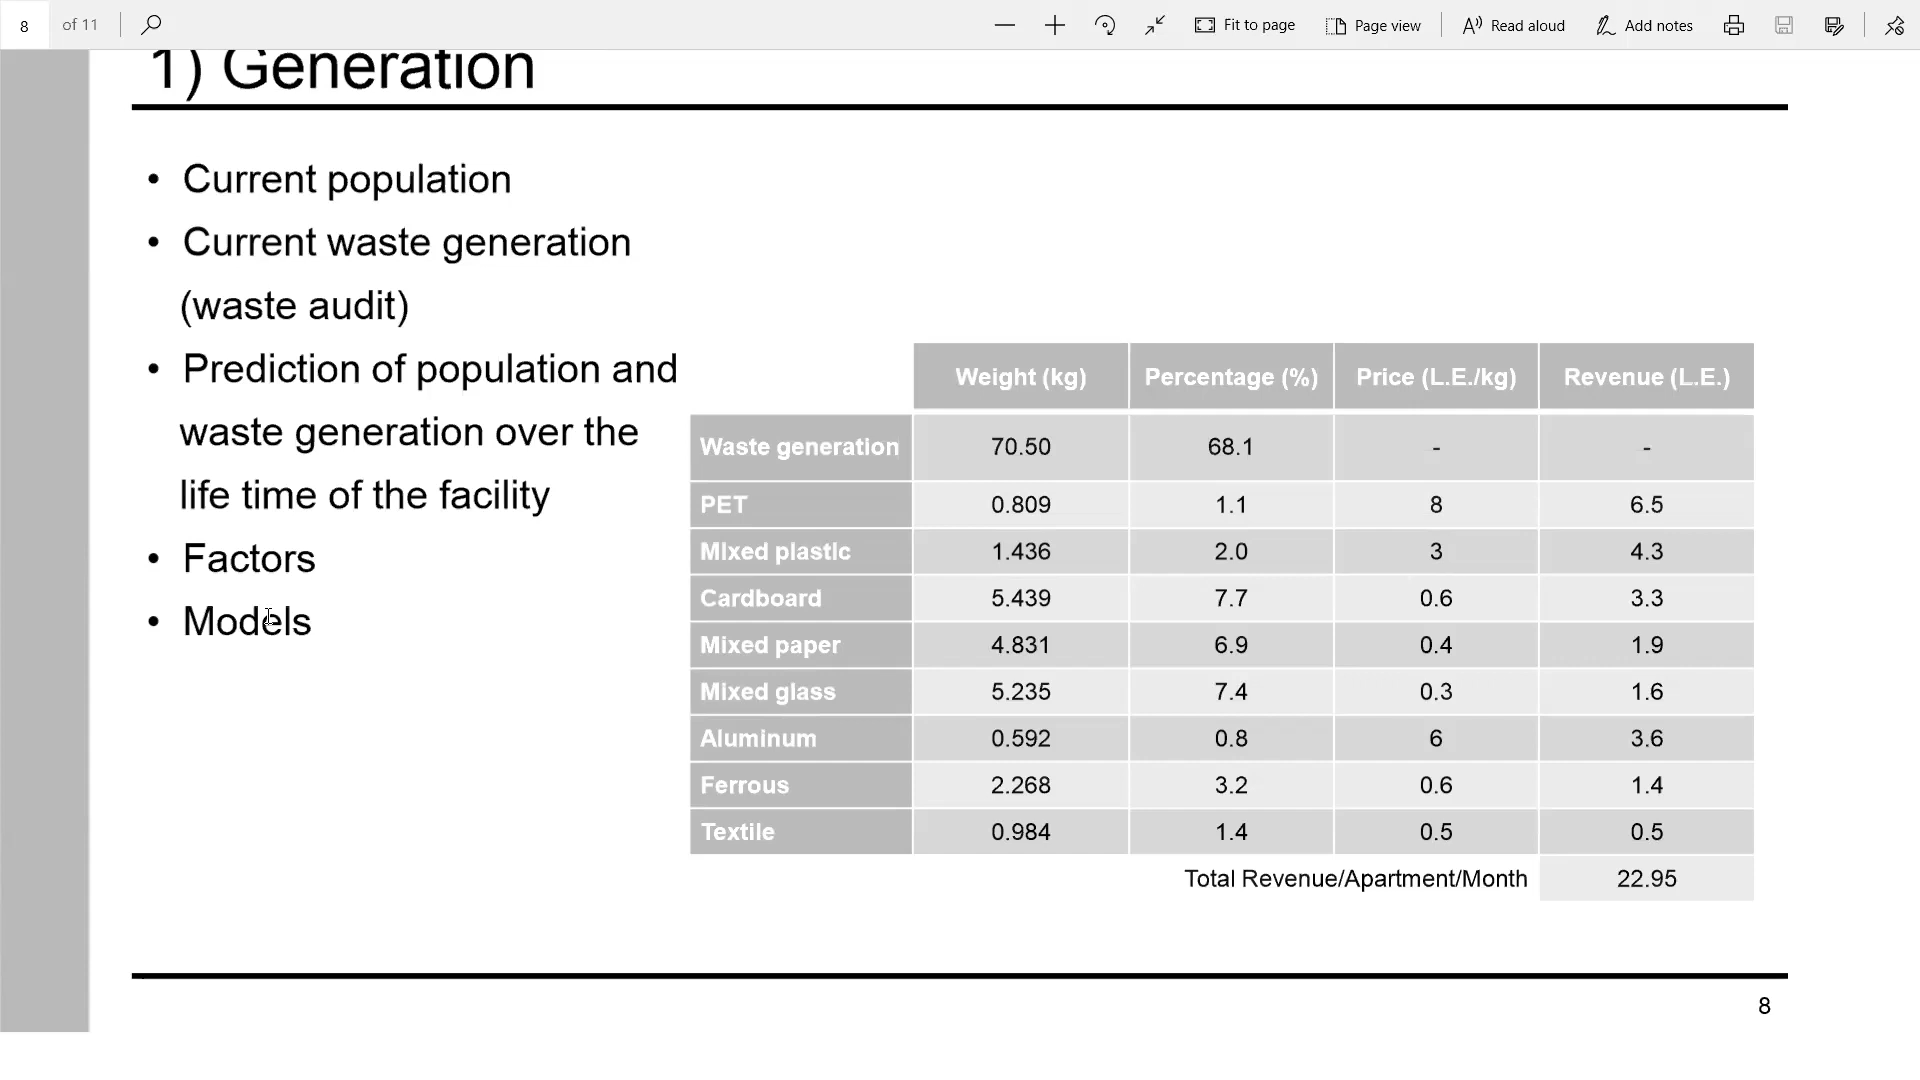 8 of 11 Fit to page Page view Read aloud Add notes
1) Generation
• Current population
• Current waste generation
(waste audit)
• Prediction of population and
waste generation over the
life time of the facility
• Factors
• Models
Weight (kg) Percentage (%) Price (L.E./kg) Revenue (L.E.)
Waste generation 70.50 68.1 - -
PET 0.809 1.1 8 6.5
Mixed plastic 1.436 2.0 3 4.3
Cardboard 5.439 7.7 0.6 3.3
Mixed paper 4.831 6.9 0.4 1.9
Mixed glass 5.235 7.4 0.3 1.6
Aluminum 0.592 0.8 6 3.6
Ferrous 2.268 3.2 0.6 1.4
Textile 0.984 1.4 0.5 0.5
Total Revenue/Apartment/Month 22.95
8